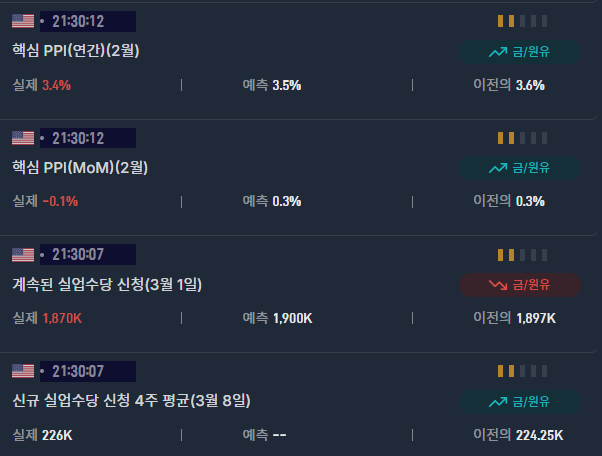 21:30:12
핵심 PPI(연간)(2월)
금/원유
실제 3.4% | 예측 3.5% | 이전의 3.6%
21:30:12
핵심 PPI(MoM)(2월)
금/원유
실제 -0.1% | 예측 0.3% | 이전의 0.3%
21:30:07
계속된 실업수당 신청(3월 1일)
금/원유
실제 1,870K | 예측 1,900K | 이전의 1,897K
21:30:07
신규 실업수당 신청 4주 평균(3월 8일)
금/원유
실제 226K | 예측 -- | 이전의 224.25K